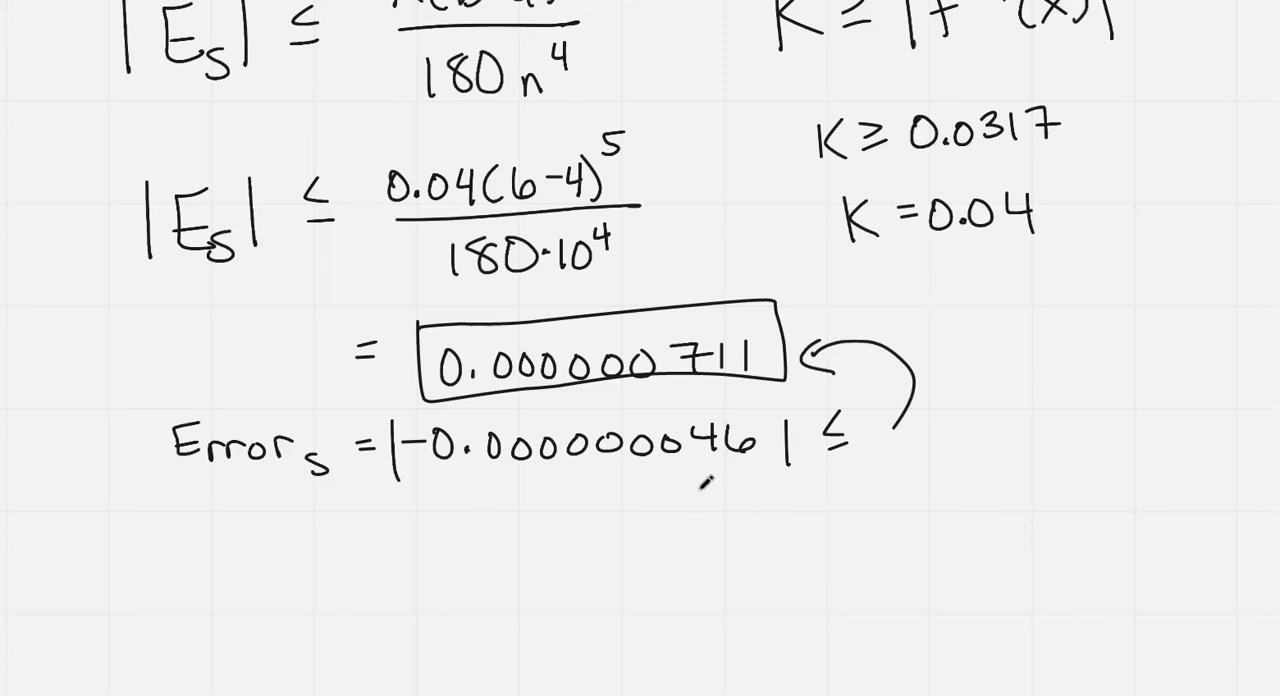 |Eₛ| ≤ / 180n⁴
K ≥ |f (x)|
K ≥ 0.0317
|Eₛ| ≤ 0.04(6-4)⁵ / 180·10⁴
K = 0.04
= 0.000000711
Errorₛ = |-0.000000046| ≤